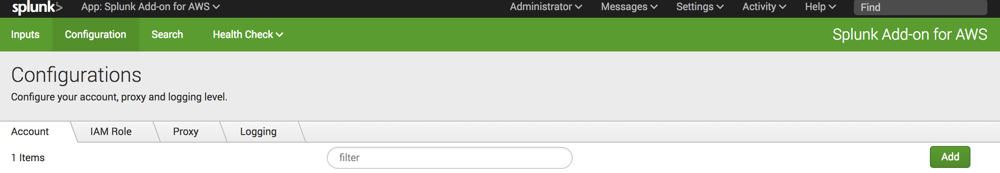 splunk> App: Splunk Add-on for AWS Administrator Messages Settings Activity Help Find
Inputs Configuration Search Health Check Splunk Add-on for AWS
Configurations
Configure your account, proxy and logging level.
Account IAM Role Proxy Logging
1 Items filter Add